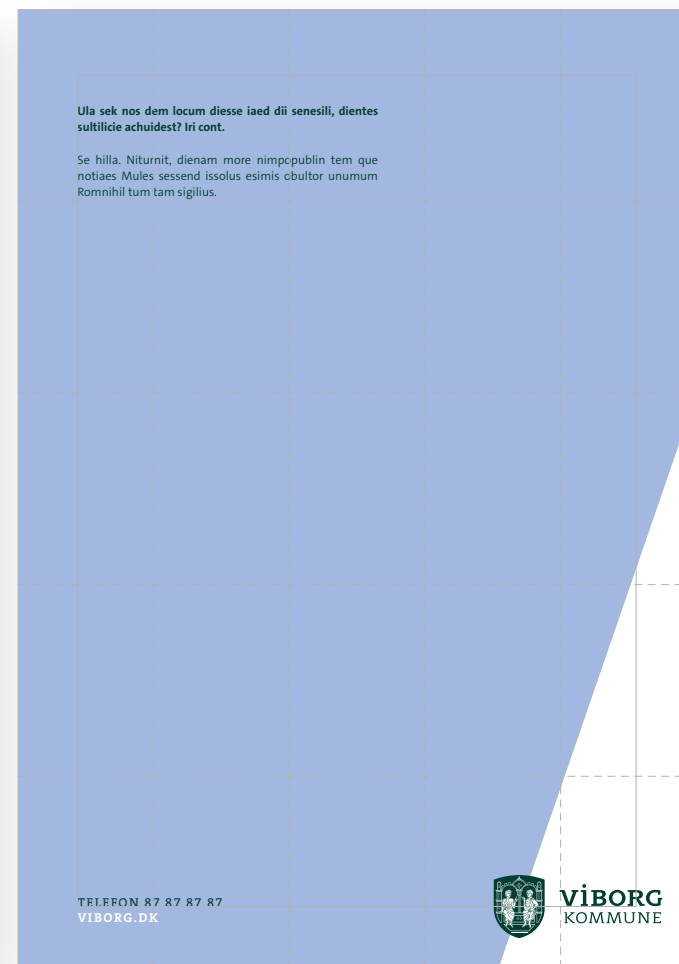 Ula sek nos dem locum diesse iaed dii senesili, dientes
sultilicie achuidest? Iri cont.
Se hilla. Niturnit, dienam more nimpopublin tem que
notiaes Mules sessend issolus esimis cbultor unumum
Romnihil tum tam sigilius.
TELEFON 87 87 87 87
VIBORG.DK
VIBORG
KOMMUNE